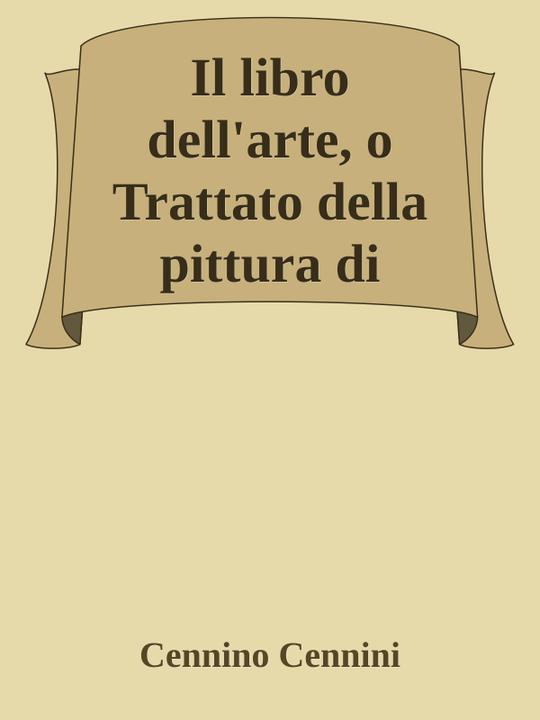 Il libro
dell'arte, o
Trattato della
pittura di
Cennino Cennini